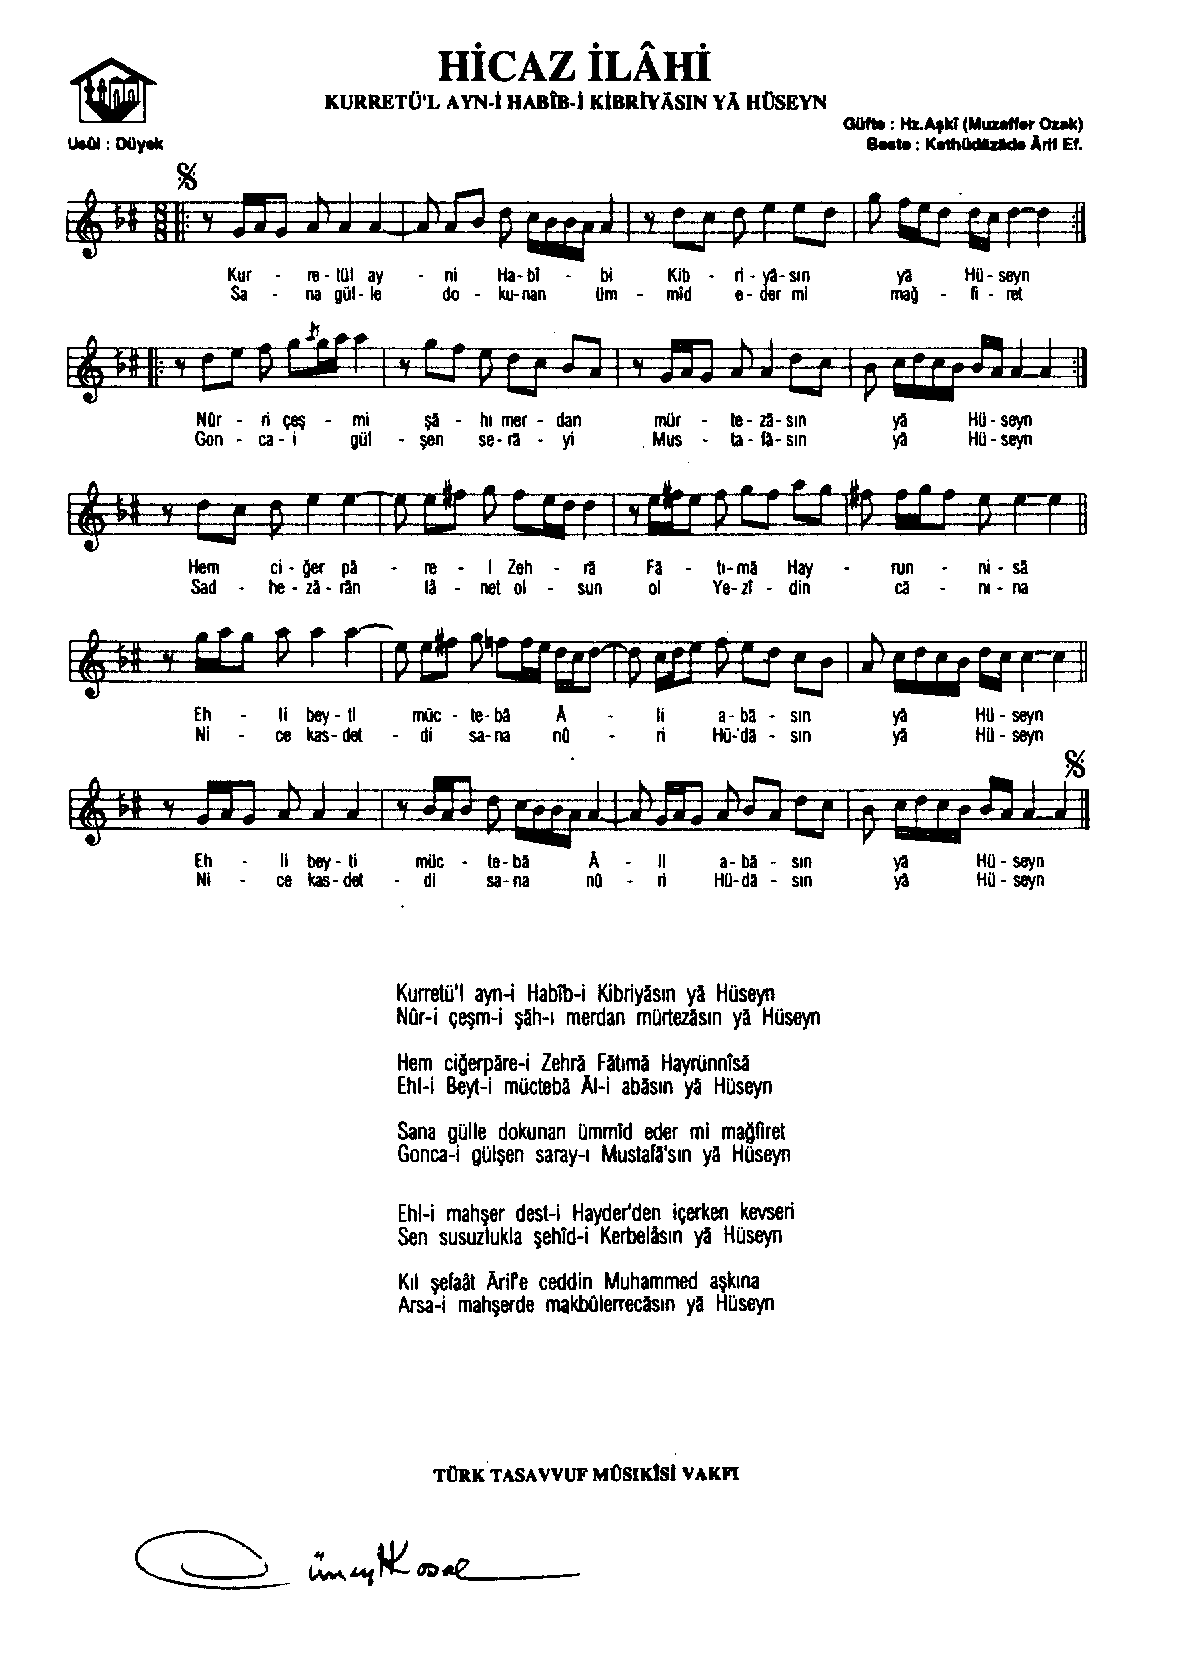 HİCAZ İLÂHİ
KURRETÜ'L AYN-İ HABÎB-İ KİBRİYÂSIN YÂ HÜSEYN
Usûl : Düyek
Güfte : Hz.Aşkî (Muzaffer Ozak)
Beste : Kethüdâzâde Ârif Ef.
Kur - re-tül ay - ni Ha-bî - bi Kib - ri-yâ-sın yâ Hü-seyn
Sa - na gül-le do - ku-nan üm - mîd e-der mi mağ - fi - ret
Nûr - ri çeş - mi şâ - hı mer - dan mür - te-zâ-sın yâ Hü-seyn
Gon - ca-i gül - şen se-râ - yi Mus - ta-fâ-sın yâ Hü-seyn
Hem ci - ğer pâ - re - i Zeh - râ Fâ - tı-mâ Hay - run - ni-sâ
Sad - he-zâ-rân lâ - net ol - sun ol Ye-zî - din câ - nı-na
Eh - li bey-ti müc - te-bâ Â - li a-bâ - sın yâ Hü-seyn
Ni - ce kas-det - di sa-na nû - ri Hü-dâ - sın yâ Hü-seyn
Eh - li bey-ti müc - te-bâ Â - li a-bâ - sın yâ Hü-seyn
Ni - ce kas-det - di sa-na nû - ri Hü-dâ - sın yâ Hü-seyn
Kurretü'l ayn-i Habîb-i Kibriyâsın yâ Hüseyn
Nûr-i çeşm-i şâh-ı merdan mürtezâsın yâ Hüseyn
Hem ciğerpâre-i Zehrâ Fâtımâ Hayrünnîsâ
Ehl-i Beyt-i müctebâ Âl-i abâsın yâ Hüseyn
Sana gülle dokunan ümmîd eder mi mağfiret
Gonca-i gülşen saray-ı Mustafâ'sın yâ Hüseyn
Ehl-i mahşer dest-i Hayder'den içerken kevseri
Sen susuzlukla şehîd-i Kerbelâsın yâ Hüseyn
Kıl şefaât Ârif'e ceddin Muhammed aşkına
Arsa-i mahşerde makbûlerrecâsın yâ Hüseyn
TÜRK TASAVVUF MÛSIKÎSİ VAKFI
Cüneyt Kosal